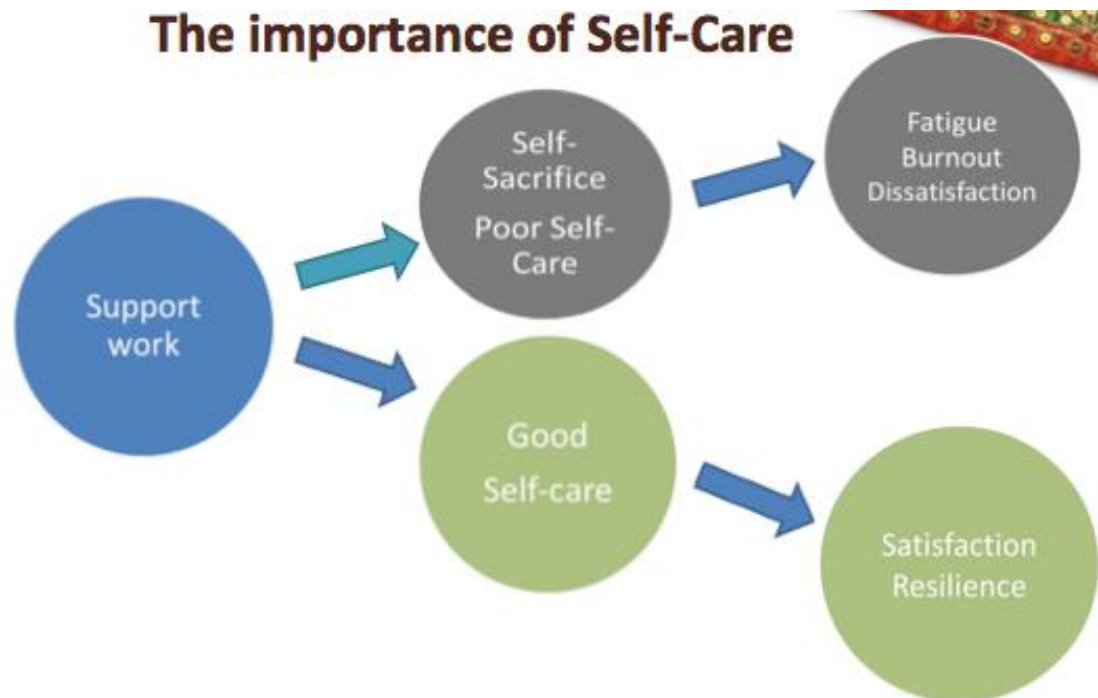 The importance of Self-Care
Support
work
Self-
Sacrifice
Poor Self-
Care
Fatigue
Burnout
Dissatisfaction
Good
Self-care
Satisfaction
Resilience